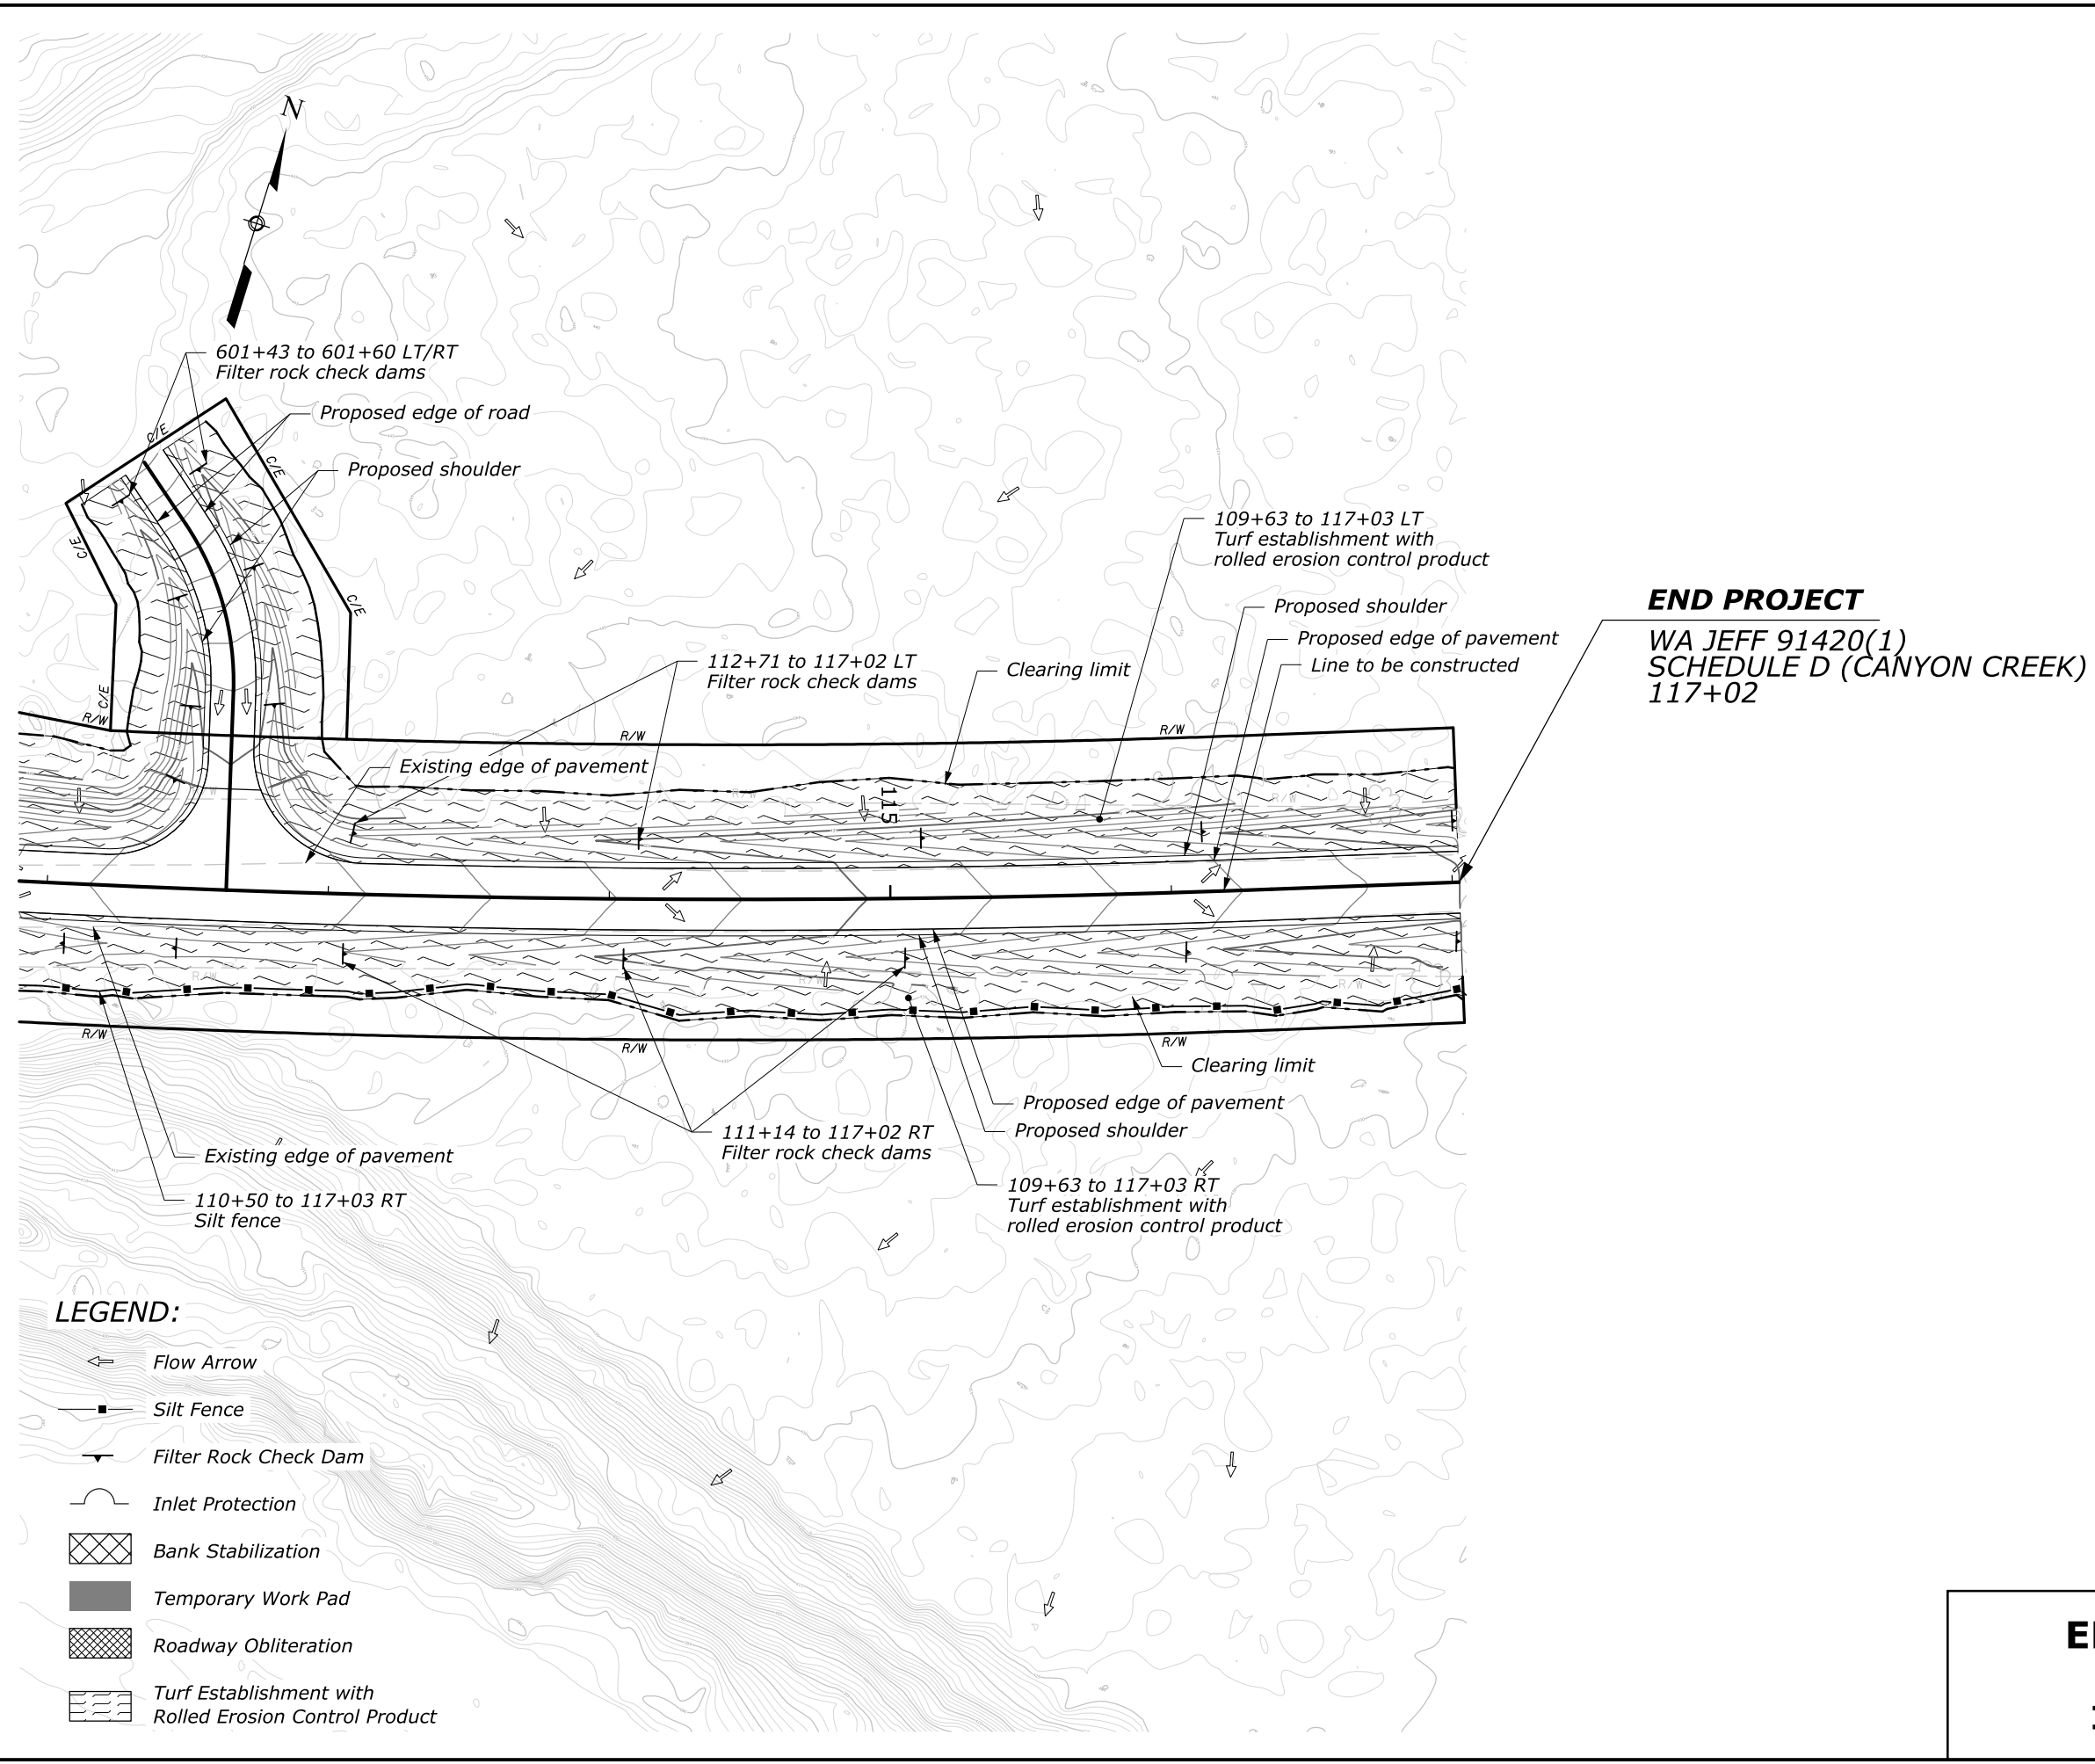 N
601+43 to 601+60 LT/RT
Filter rock check dams
Proposed edge of road
C/E
C/E
Proposed shoulder
C/E
C/E
C/E
109+63 to 117+03 LT
Turf establishment with
rolled erosion control product
Proposed shoulder
Proposed edge of pavement
Line to be constructed
END PROJECT
WA JEFF 91420(1)
SCHEDULE D (CANYON CREEK)
117+02
112+71 to 117+02 LT
Filter rock check dams
Clearing limit
R/W
R/W
R/W
Existing edge of pavement
R/W
R/W
115
R/W
R/W
R/W
R/W
R/W
R/W
Clearing limit
Proposed edge of pavement
Proposed shoulder
111+14 to 117+02 RT
Filter rock check dams
Existing edge of pavement
109+63 to 117+03 RT
Turf establishment with
rolled erosion control product
110+50 to 117+03 RT
Silt fence
LEGEND:
Flow Arrow
Silt Fence
Filter Rock Check Dam
Inlet Protection
Bank Stabilization
Temporary Work Pad
Roadway Obliteration
Turf Establishment with
Rolled Erosion Control Product